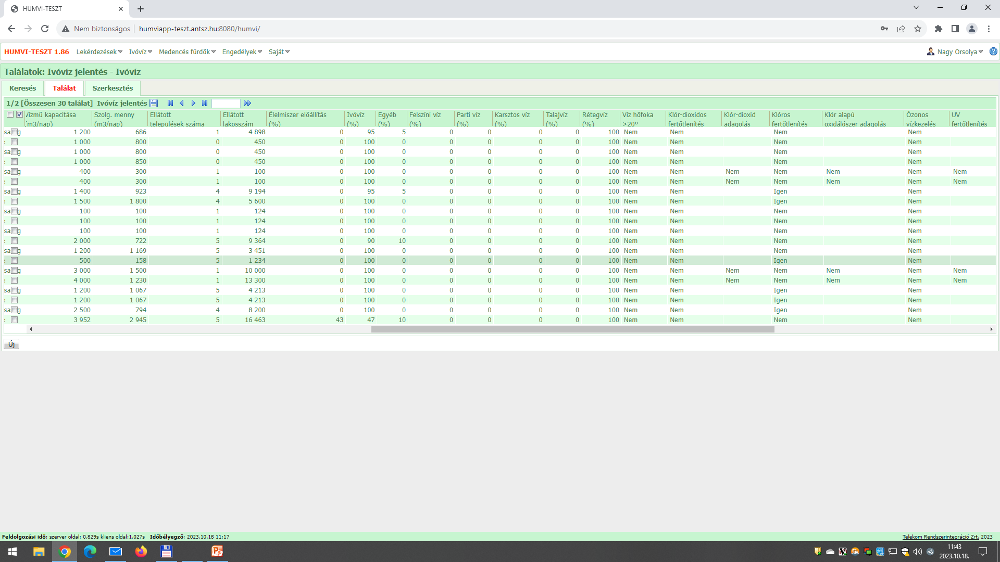 HUMVI-TESZT
Nem biztonságos humviapp-teszt.antsz.hu:8080/humvi/
HUMVI-TESZT 1.86 Lekérdezések Ivóvíz Medencés fürdők Engedélyek Saját Nagy Orsolya
Találatok: Ivóvíz jelentés - Ivóvíz
Keresés Találat Szerkesztés
1/2 [Összesen 30 találat] Ivóvíz jelentés
Vízmű kapacitása Szolg. menny Ellátott Ellátott Élelmiszer előállítás Ivóvíz Egyéb Felszíni víz Parti víz Karsztos víz Talajvíz Rétegvíz Víz hőfoka Klór-dioxidos Klór-dioxid Klóros Klór alapú Ózonos UV
(m3/nap) (m3/nap) települések száma lakosszám (%) (%) (%) (%) (%) (%) (%) (%) >20º fertőtlenítés adagolás fertőtlenítés oxidálószer adagolás vízkezelés fertőtlenítés
sa g 1 200 686 1 4 898 0 95 5 0 0 0 0 100 Nem Nem Nem Nem
1 000 800 0 450 0 100 0 0 0 0 0 100 Nem Nem Nem Nem
sa g 1 000 800 0 450 0 100 0 0 0 0 0 100 Nem Nem Nem Nem
1 000 850 0 450 0 100 0 0 0 0 0 100 Nem Nem Nem Nem
sa g 400 300 1 100 0 100 0 0 0 0 0 100 Nem Nem Nem Nem Nem Nem Nem
400 300 1 100 0 100 0 0 0 0 0 100 Nem Nem Nem Nem Nem Nem Nem
sa g 1 400 923 4 9 194 0 95 5 0 0 0 0 100 Nem Nem Igen Nem
1 500 1 800 4 5 600 0 100 0 0 0 0 0 100 Nem Nem Igen Nem
sa g 100 100 1 124 0 100 0 0 0 0 0 100 Nem Nem Nem Nem
100 100 1 124 0 100 0 0 0 0 0 100 Nem Nem Nem Nem
sa g 100 100 1 124 0 100 0 0 0 0 0 100 Nem Nem Nem Nem
2 000 722 5 9 364 0 90 10 0 0 0 0 100 Nem Nem Nem Nem
sa g 1 200 1 169 5 3 451 0 100 0 0 0 0 0 100 Nem Nem Nem Nem
500 158 5 1 234 0 100 0 0 0 0 0 100 Nem Nem Igen Nem
sa g 3 000 1 500 1 10 000 0 100 0 0 0 0 0 100 Nem Nem Nem Nem Nem Nem Nem
4 000 1 230 1 13 300 0 100 0 0 0 0 0 100 Nem Nem Nem Nem Nem Nem Nem
sa g 1 200 1 067 5 4 213 0 100 0 0 0 0 0 100 Nem Nem Igen Nem
1 200 1 067 5 4 213 0 100 0 0 0 0 0 100 Nem Nem Igen Nem
sa g 2 500 794 4 8 200 0 100 0 0 0 0 0 100 Nem Nem Igen Nem
3 952 2 945 5 16 463 43 47 10 0 0 0 0 100 Nem Nem Nem Nem
Új
Feldolgozási idő: szerver oldal: 0,829s kliens oldal:1,027s Időbélyegző: 2023.10.18 11:17 Telekom Rendszerintegráció Zrt. 2023
11:43
2023.10.18.